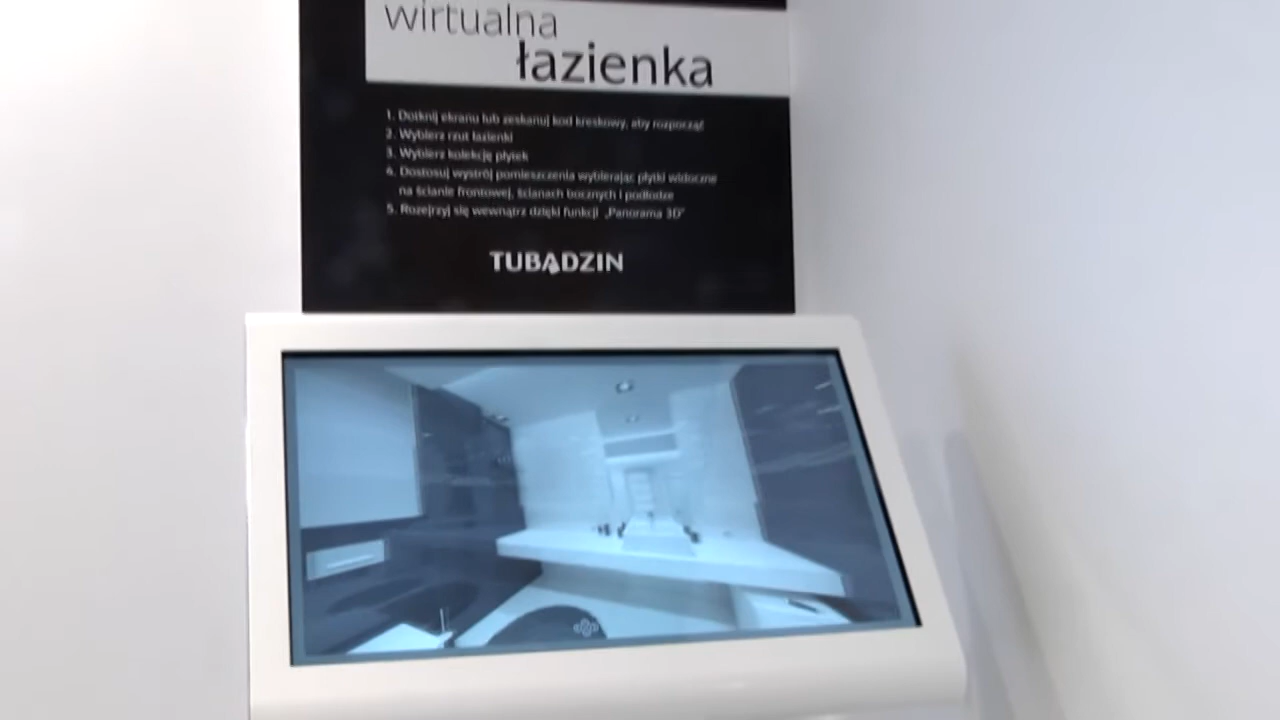 wirtualna
łazienka
1. Dotknij ekranu lub zeskanuj kod kreskowy, aby rozpocząć
2. Wybierz rzut łazienki
3. Wybierz kolekcję płytek
4. Dostosuj wystrój pomieszczenia wybierając płytki widoczne
na ścianie frontowej, ścianach bocznych i podłodze
5. Rozejrzyj się wewnątrz dzięki funkcji „Panorama 3D”
TUBĄDZIN